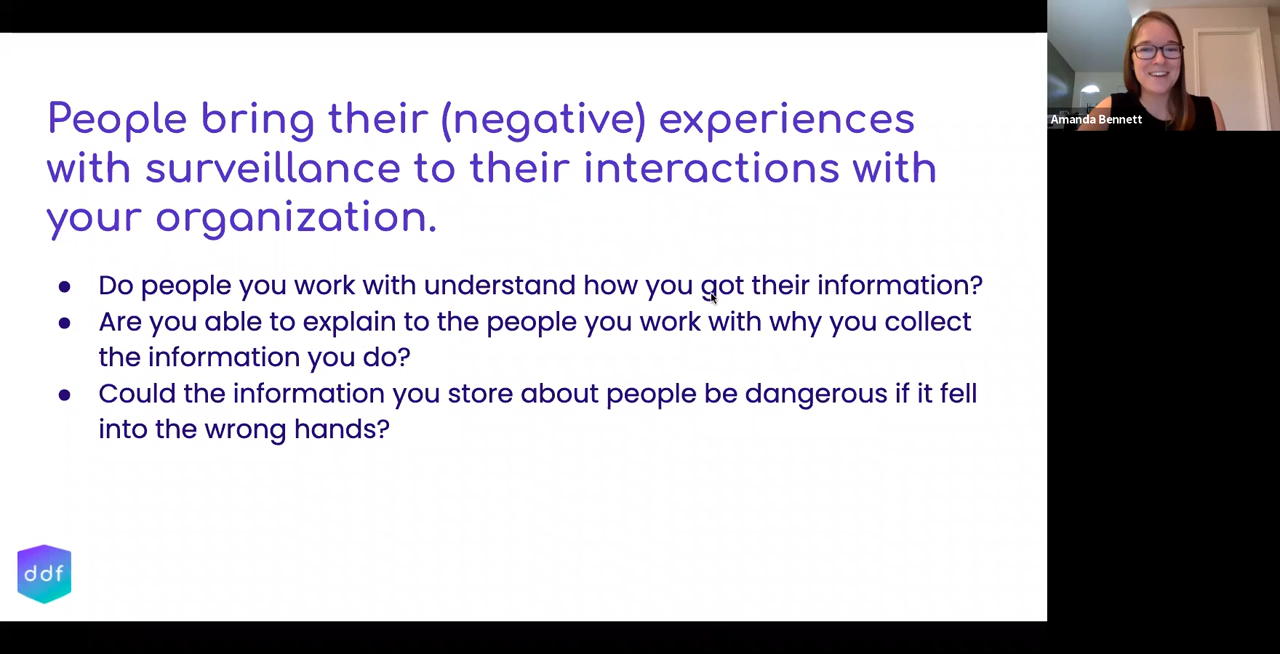 People bring their (negative) experiences
with surveillance to their interactions with
your organization.
● Do people you work with understand how you got their information?
● Are you able to explain to the people you work with why you collect
the information you do?
● Could the information you store about people be dangerous if it fell
into the wrong hands?
ddf
Amanda Bennett